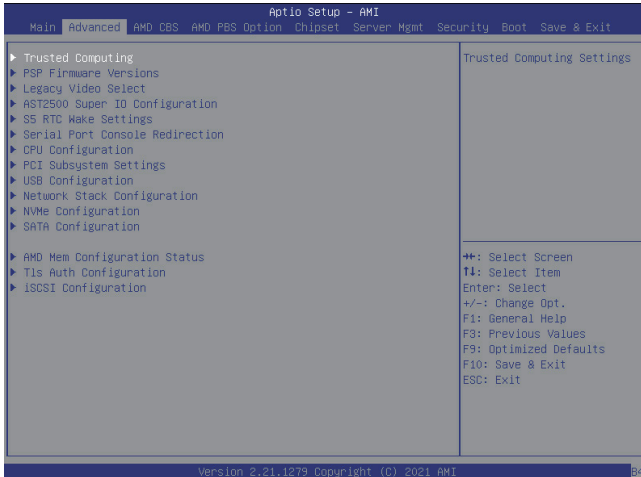 Aptio Setup - AMI
Main Advanced AMD CBS AMD PBS Option Chipset Server Mgmt Security Boot Save & Exit
Trusted Computing
PSP Firmware Versions
Legacy Video Select
AST2500 Super IO Configuration
S5 RTC Wake Settings
Serial Port Console Redirection
CPU Configuration
PCI Subsystem Settings
USB Configuration
Network Stack Configuration
NVMe Configuration
SATA Configuration
AMD Mem Configuration Status
Tls Auth Configuration
iSCSI Configuration
Trusted Computing Settings
→←: Select Screen
↑↓: Select Item
Enter: Select
+/-: Change Opt.
F1: General Help
F3: Previous Values
F9: Optimized Defaults
F10: Save & Exit
ESC: Exit
Version 2.21.1279 Copyright (C) 2021 AMI